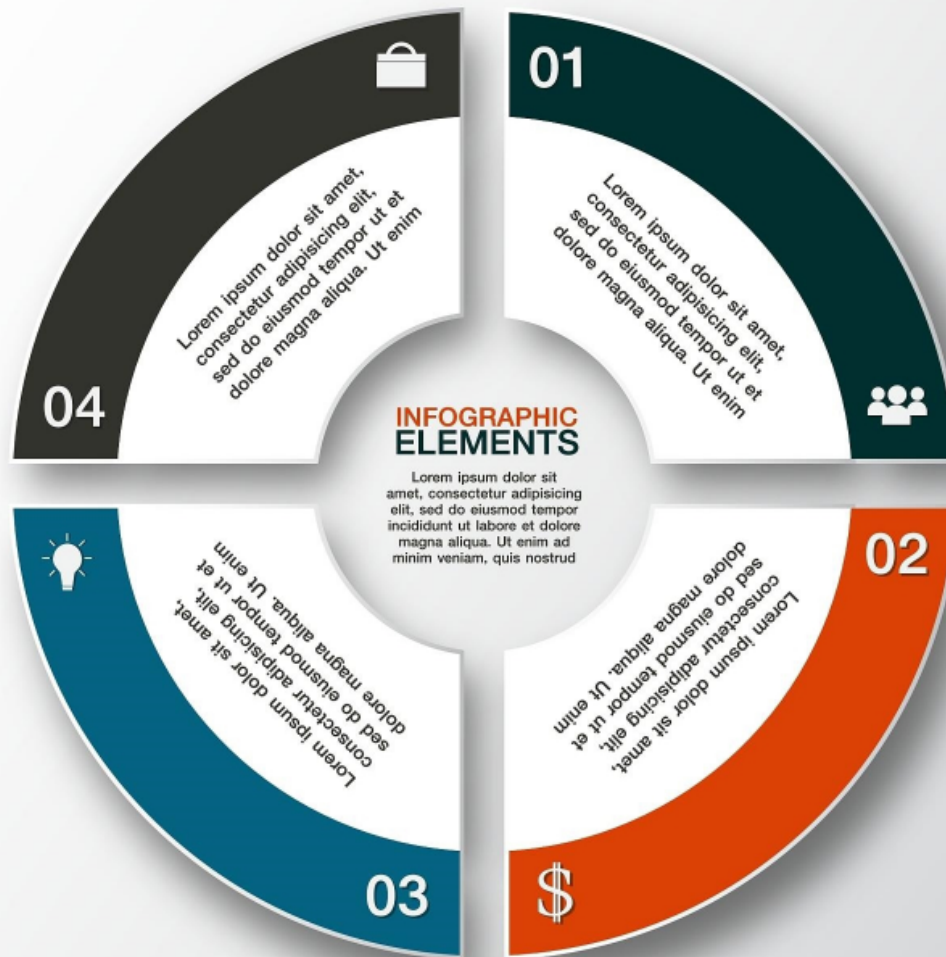 01
Lorem ipsum dolor sit amet,
consectetur adipisicing elit,
sed do eiusmod tempor ut et
dolore magna aliqua. Ut enim
02
Lorem ipsum dolor sit amet,
consectetur adipisicing elit,
sed do eiusmod tempor ut et
dolore magna aliqua. Ut enim
03
Lorem ipsum dolor sit amet,
consectetur adipisicing elit,
sed do eiusmod tempor ut et
dolore magna aliqua. Ut enim
04
Lorem ipsum dolor sit amet,
consectetur adipisicing elit,
sed do eiusmod tempor ut et
dolore magna aliqua. Ut enim
INFOGRAPHIC
ELEMENTS
Lorem ipsum dolor sit
amet, consectetur adipisicing
elit, sed do eiusmod tempor
incididunt ut labore et dolore
magna aliqua. Ut enim ad
minim veniam, quis nostrud
$